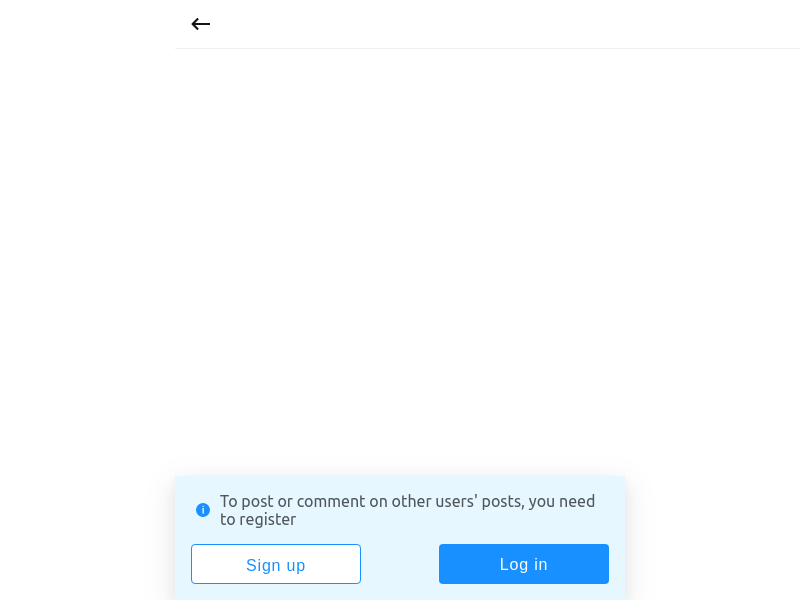 To post or comment on other users' posts, you need
to register
Sign up
Log in